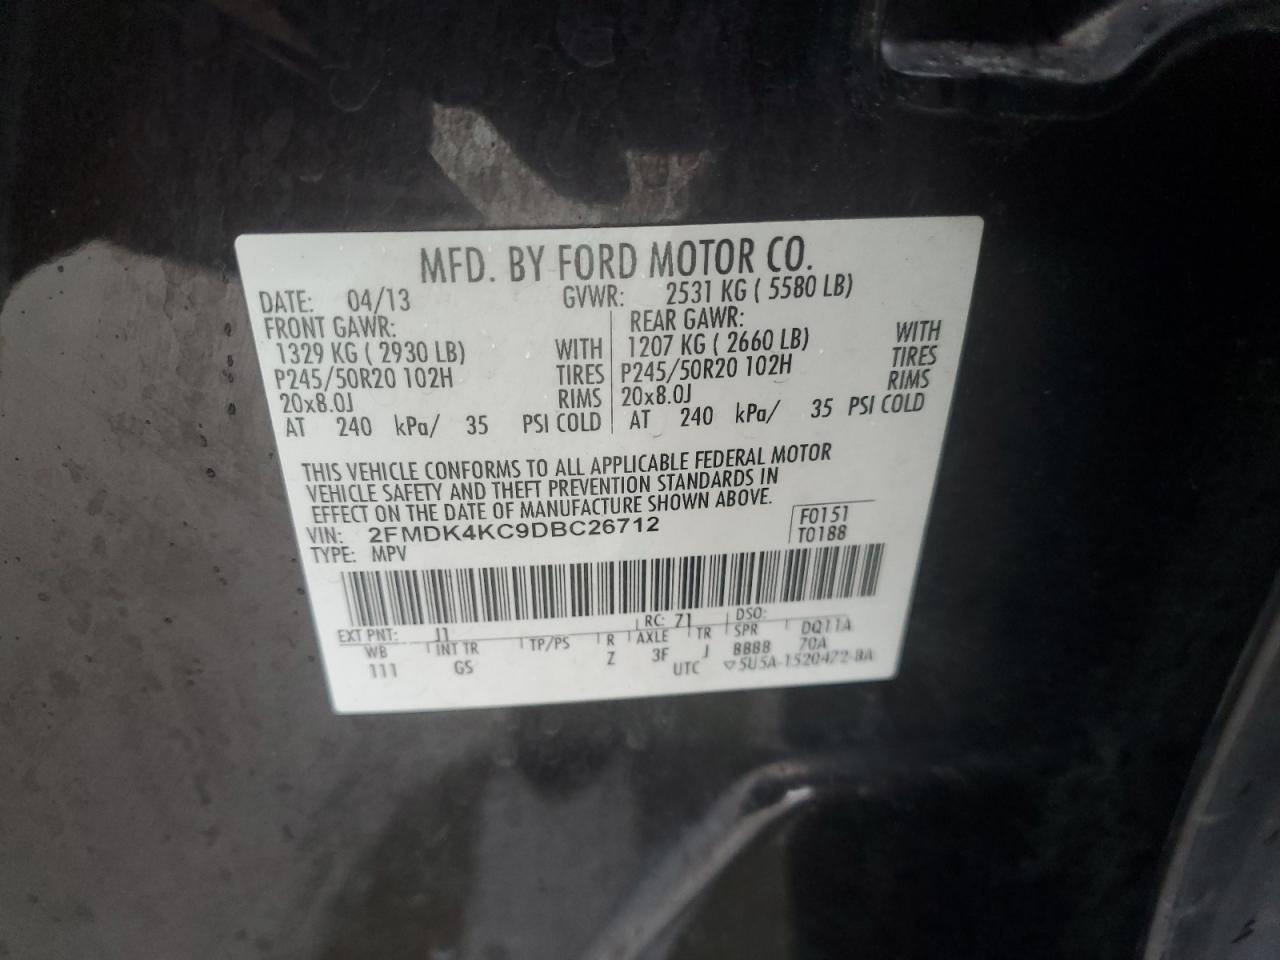 MFD. BY FORD MOTOR CO.
DATE: 04/13 GVWR: 2531 KG ( 5580 LB)
FRONT GAWR: REAR GAWR:
1329 KG ( 2930 LB) WITH 1207 KG ( 2660 LB) WITH
P245/50R20 102H TIRES P245/50R20 102H TIRES
20x8.0J RIMS 20x8.0J RIMS
AT 240 kPa/ 35 PSI COLD AT 240 kPa/ 35 PSI COLD
THIS VEHICLE CONFORMS TO ALL APPLICABLE FEDERAL MOTOR
VEHICLE SAFETY AND THEFT PREVENTION STANDARDS IN
EFFECT ON THE DATE OF MANUFACTURE SHOWN ABOVE.
VIN: 2FMDK4KC9DBC26712 F0151
TYPE: MPV T0188
EXT PNT: J1 RC: 71 DSO:
WB INT TR TP/PS R AXLE TR SPR DQ11A
111 GS Z 3F J BBBB 70A
UTC ▽5U5A-1520472-BA